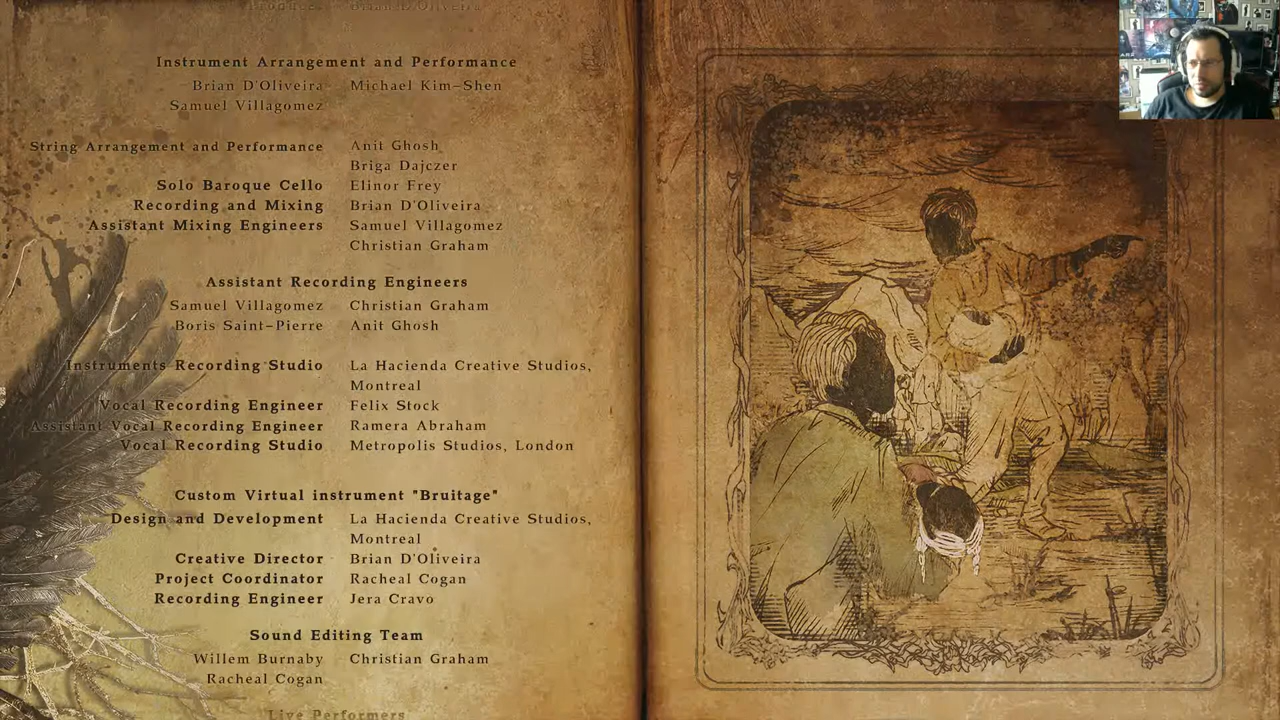 Producer Brian D'Oliveira
Instrument Arrangement and Performance
Brian D'Oliveira Michael Kim-Shen
Samuel Villagomez
String Arrangement and Performance Anit Ghosh
Briga Dajczer
Solo Baroque Cello Elinor Frey
Recording and Mixing Brian D'Oliveira
Assistant Mixing Engineers Samuel Villagomez
Christian Graham
Assistant Recording Engineers
Samuel Villagomez Christian Graham
Boris Saint-Pierre Anit Ghosh
Instruments Recording Studio La Hacienda Creative Studios,
Montreal
Vocal Recording Engineer Felix Stock
Assistant Vocal Recording Engineer Ramera Abraham
Vocal Recording Studio Metropolis Studios, London
Custom Virtual instrument "Bruitage"
Design and Development La Hacienda Creative Studios,
Montreal
Creative Director Brian D'Oliveira
Project Coordinator Racheal Cogan
Recording Engineer Jera Cravo
Sound Editing Team
Willem Burnaby Christian Graham
Racheal Cogan
Live Performers